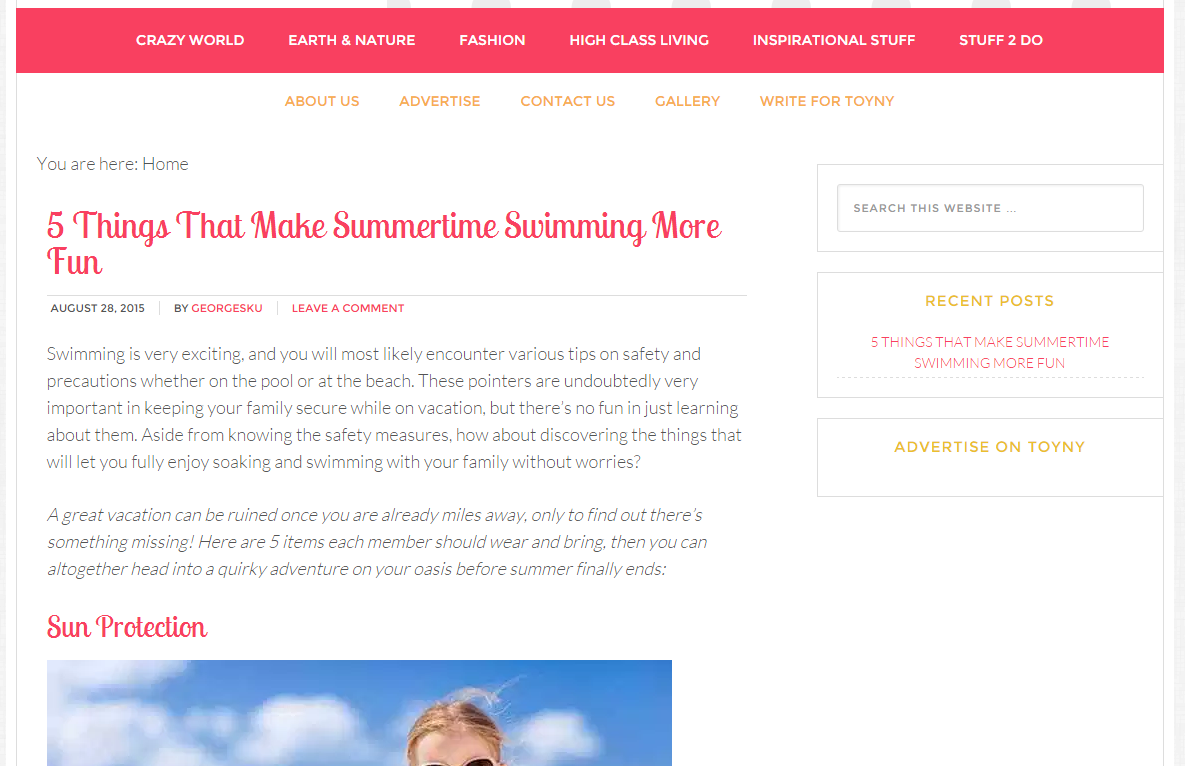 CRAZY WORLD EARTH & NATURE FASHION HIGH CLASS LIVING INSPIRATIONAL STUFF STUFF 2 DO
ABOUT US ADVERTISE CONTACT US GALLERY WRITE FOR TOYNY
You are here: Home
5 Things That Make Summertime Swimming More
Fun
AUGUST 28, 2015 BY GEORGESKU LEAVE A COMMENT
Swimming is very exciting, and you will most likely encounter various tips on safety and
precautions whether on the pool or at the beach. These pointers are undoubtedly very
important in keeping your family secure while on vacation, but there's no fun in just learning
about them. Aside from knowing the safety measures, how about discovering the things that
will let you fully enjoy soaking and swimming with your family without worries?
A great vacation can be ruined once you are already miles away, only to find out there's
something missing! Here are 5 items each member should wear and bring, then you can
altogether head into a quirky adventure on your oasis before summer finally ends:
Sun Protection
SEARCH THIS WEBSITE ...
RECENT POSTS
5 THINGS THAT MAKE SUMMERTIME
SWIMMING MORE FUN
ADVERTISE ON TOYNY